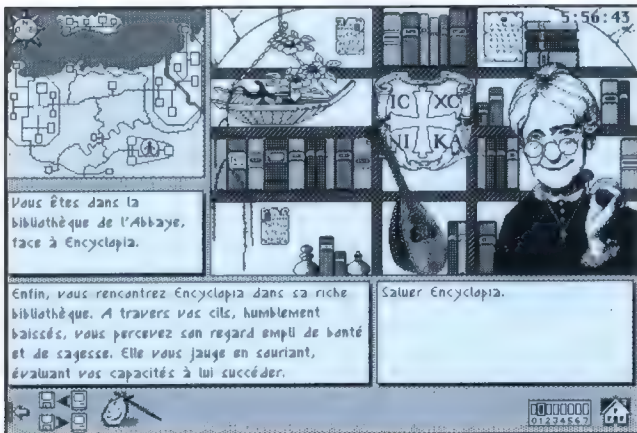 5:56:43
IC XC
NI KA
Vous êtes dans la
bibliothèque de l'Abbaye,
face à Encyclopia.
Enfin, vous rencontrez Encyclopia dans sa riche
bibliothèque. A travers vos cils, humblement
baissés, vous percevez son regard empli de bonté
et de sagesse. Elle vous jauge en souriant,
évaluant vos capacités à lui succéder.
Saluer Encyclopia.
01234567